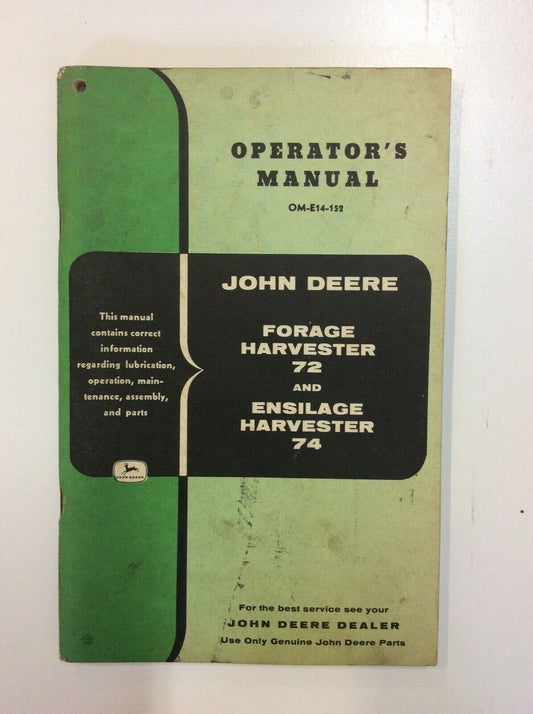 OPERATOR'S
MANUAL
OM-E14-152
JOHN DEERE
FORAGE
HARVESTER
72
AND
ENSILAGE
HARVESTER
74
This manual
contains correct
information
regarding lubrication,
operation, main-
tenance, assembly,
and parts
JOHN DEERE
For the best service see your
JOHN DEERE DEALER
Use Only Genuine John Deere Parts